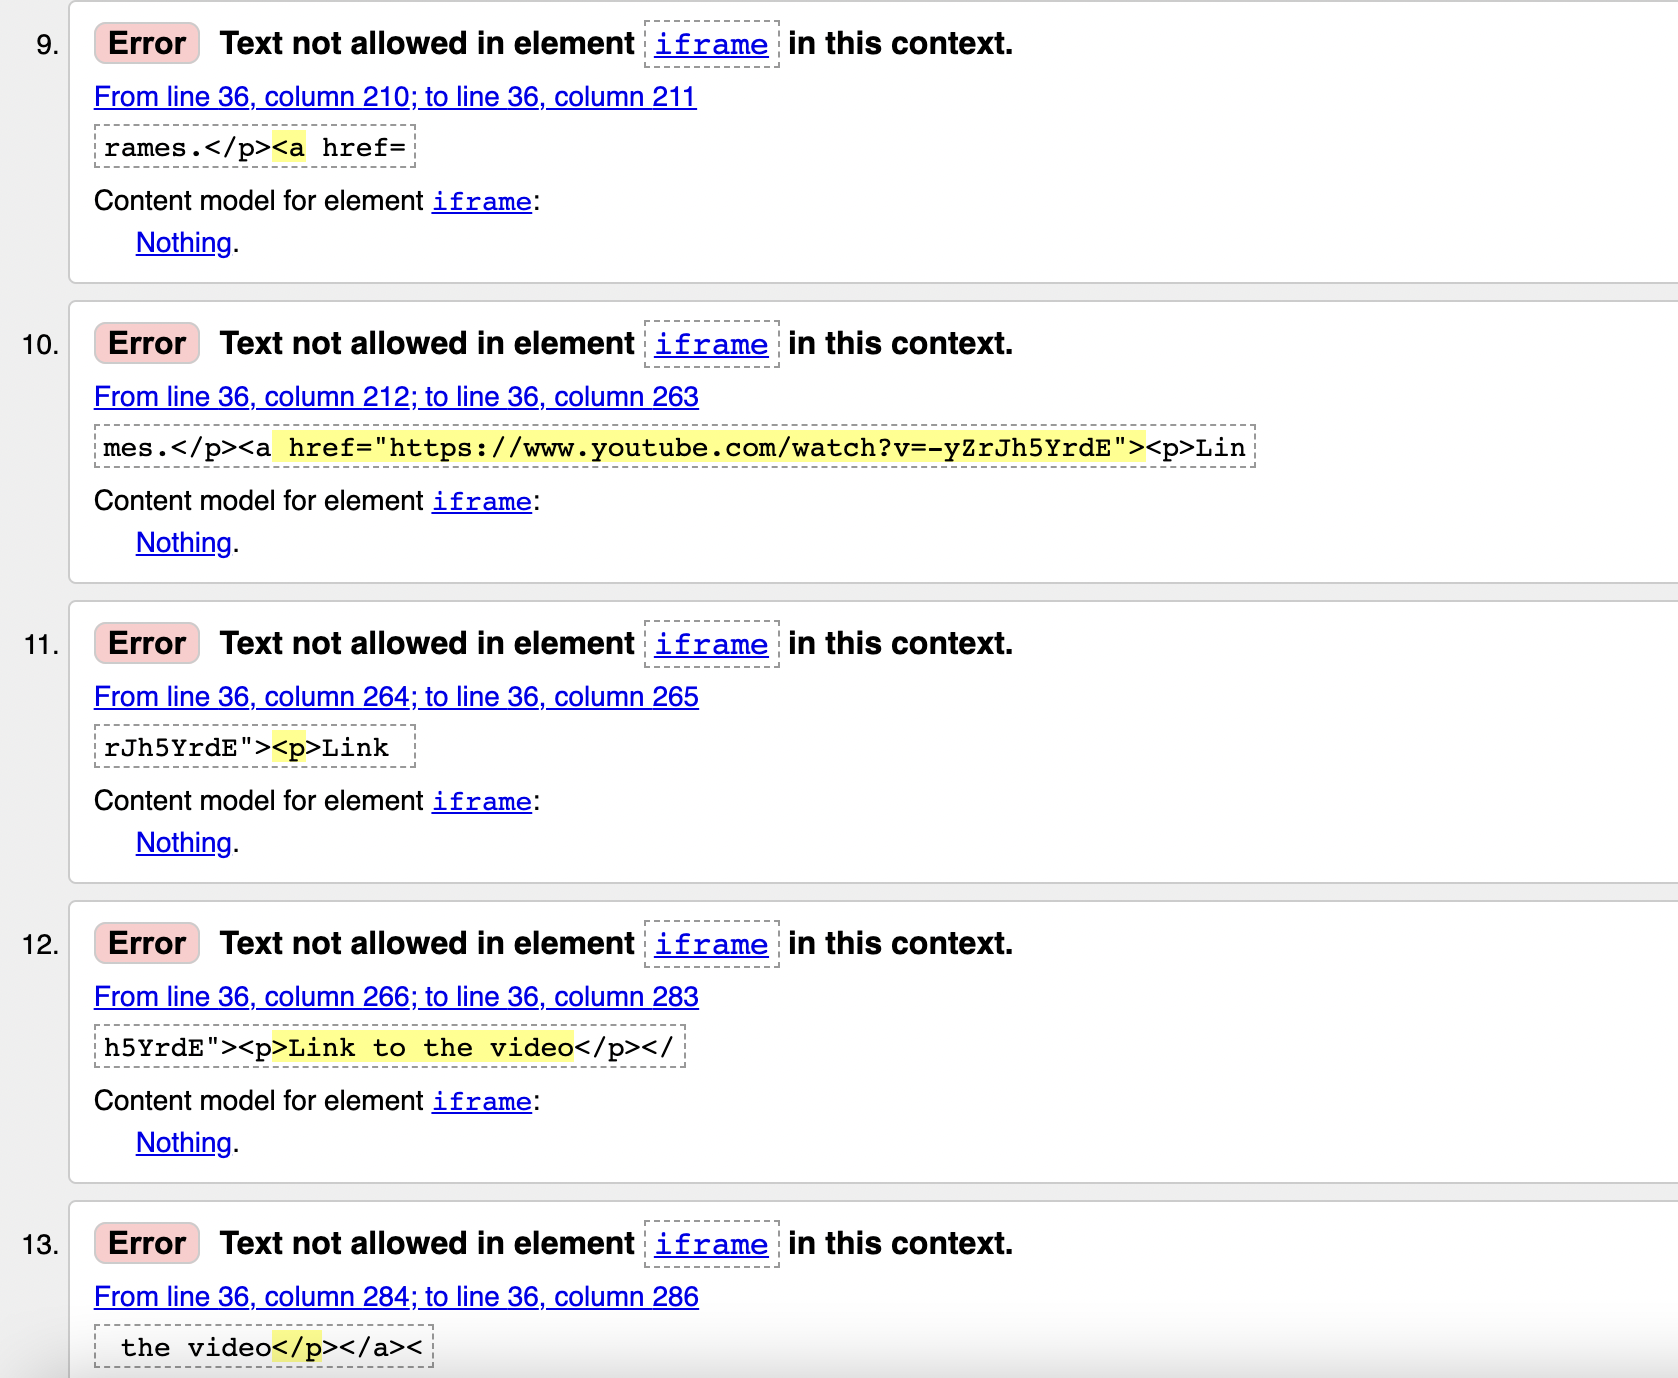 9. Error Text not allowed in element iframe in this context.
From line 36, column 210; to line 36, column 211
rames.</p><a href=
Content model for element iframe:
Nothing.
10. Error Text not allowed in element iframe in this context.
From line 36, column 212; to line 36, column 263
mes.</p><a href="https://www.youtube.com/watch?v=-yZrJh5YrdE"><p>Lin
Content model for element iframe:
Nothing.
11. Error Text not allowed in element iframe in this context.
From line 36, column 264; to line 36, column 265
rJh5YrdE"><p>Link
Content model for element iframe:
Nothing.
12. Error Text not allowed in element iframe in this context.
From line 36, column 266; to line 36, column 283
h5YrdE"><p>Link to the video</p></
Content model for element iframe:
Nothing.
13. Error Text not allowed in element iframe in this context.
From line 36, column 284; to line 36, column 286
the video</p></a><